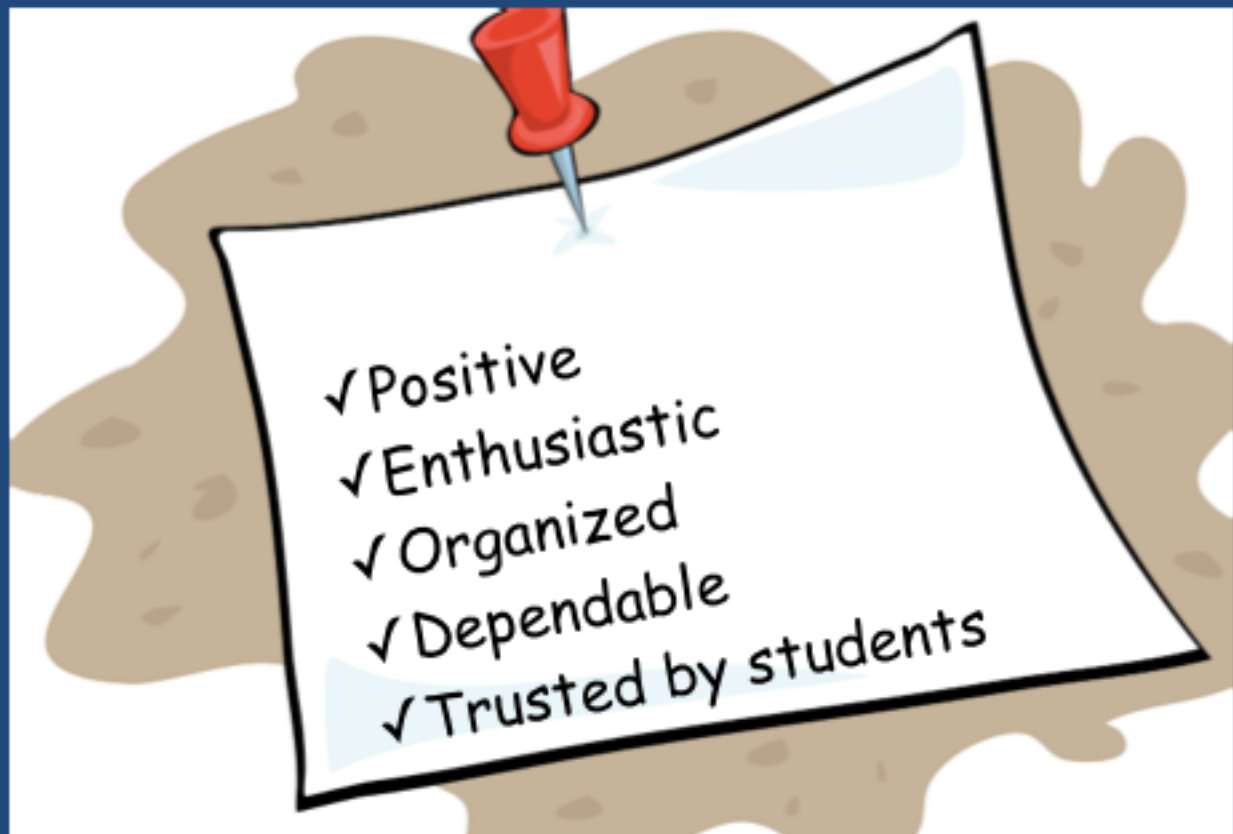 √Positive
√Enthusiastic
√Organized
√Dependable
√Trusted by students